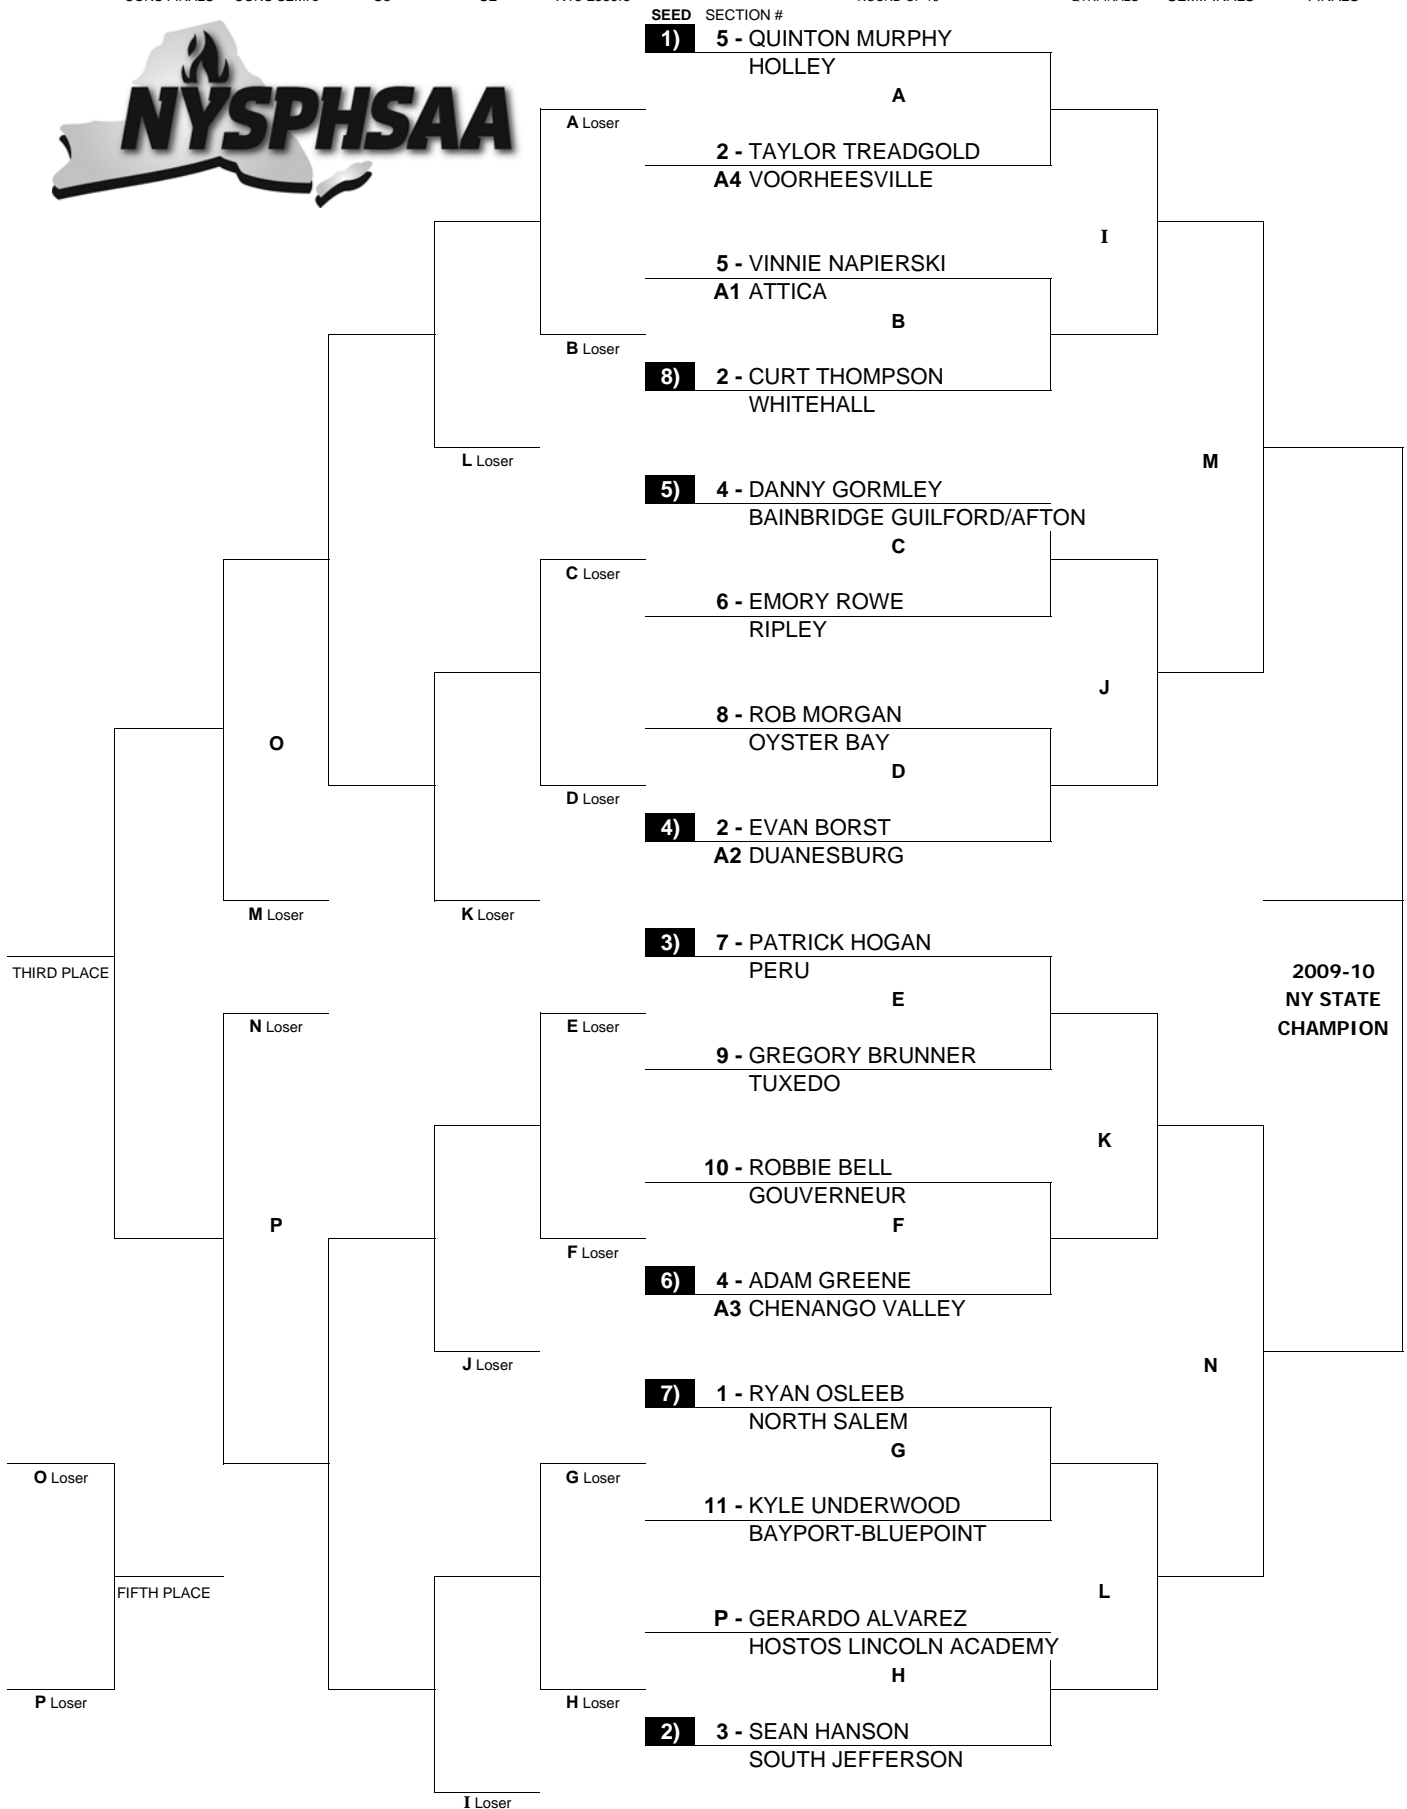 SEED SECTION #
1) 5 - QUINTON MURPHY
HOLLEY
NYSPHSAA
A
A Loser
2 - TAYLOR TREADGOLD
A4 VOORHEESVILLE
I
5 - VINNIE NAPIERSKI
A1 ATTICA
B
B Loser
8) 2 - CURT THOMPSON
WHITEHALL
L Loser
M
5) 4 - DANNY GORMLEY
BAINBRIDGE GUILFORD/AFTON
C
C Loser
6 - EMORY ROWE
RIPLEY
J
8 - ROB MORGAN
OYSTER BAY
O
D
D Loser
4) 2 - EVAN BORST
A2 DUANESBURG
M Loser
K Loser
3) 7 - PATRICK HOGAN
PERU
THIRD PLACE
2009-10
NY STATE
CHAMPION
E
N Loser
E Loser
9 - GREGORY BRUNNER
TUXEDO
K
10 - ROBBIE BELL
GOUVERNEUR
P
F
F Loser
6) 4 - ADAM GREENE
A3 CHENANGO VALLEY
J Loser
N
7) 1 - RYAN OSLEEB
NORTH SALEM
G
O Loser
G Loser
11 - KYLE UNDERWOOD
BAYPORT-BLUEPOINT
FIFTH PLACE
L
P - GERARDO ALVAREZ
HOSTOS LINCOLN ACADEMY
H
P Loser
H Loser
2) 3 - SEAN HANSON
SOUTH JEFFERSON
I Loser